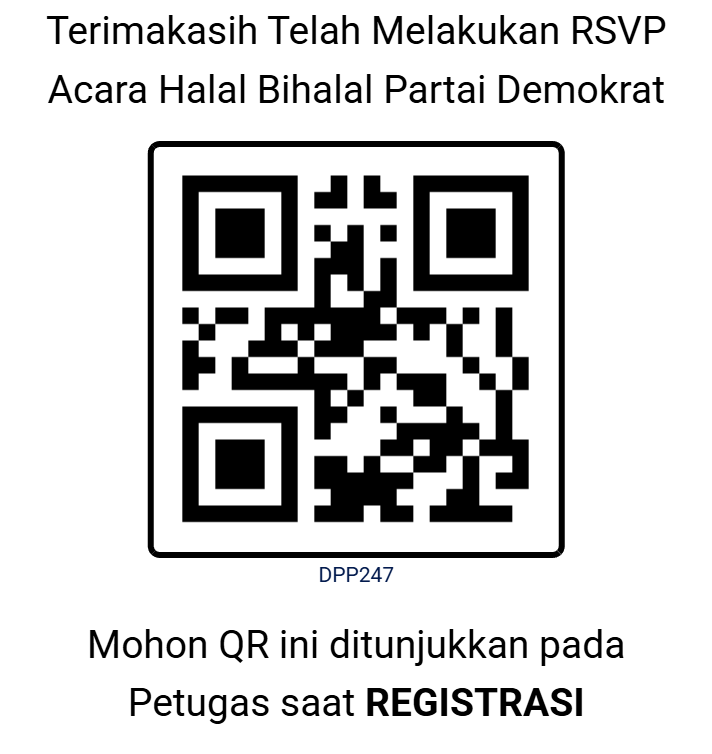 Terimakasih Telah Melakukan RSVP
Acara Halal Bihalal Partai Demokrat
DPP247
Mohon QR ini ditunjukkan pada
Petugas saat REGISTRASI